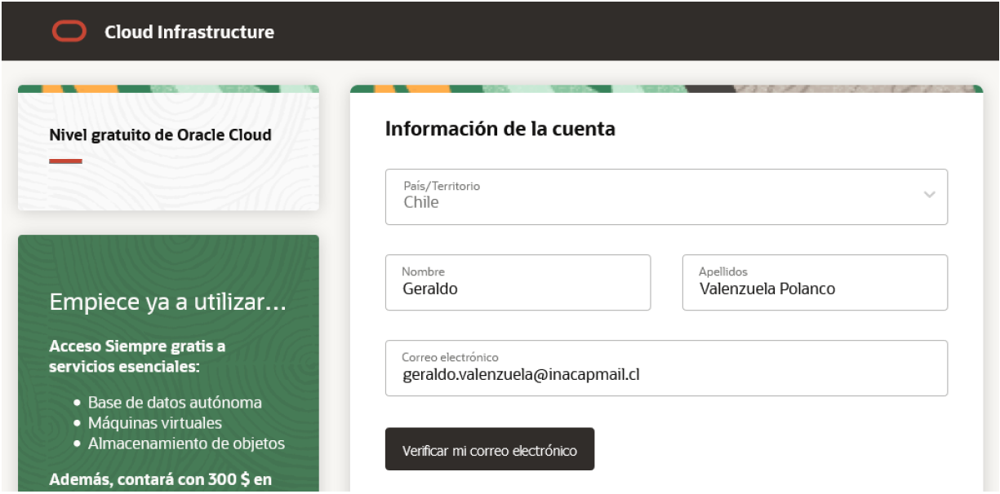 Cloud Infrastructure
Nivel gratuito de Oracle Cloud
Empiece ya a utilizar...
Acceso Siempre gratis a
servicios esenciales:
• Base de datos autónoma
• Máquinas virtuales
• Almacenamiento de objetos
Además, contará con 300 $ en
Información de la cuenta
País/Territorio
Chile
Nombre
Geraldo
Apellidos
Valenzuela Polanco
Correo electrónico
geraldo.valenzuela@inacapmail.cl
Verificar mi correo electrónico